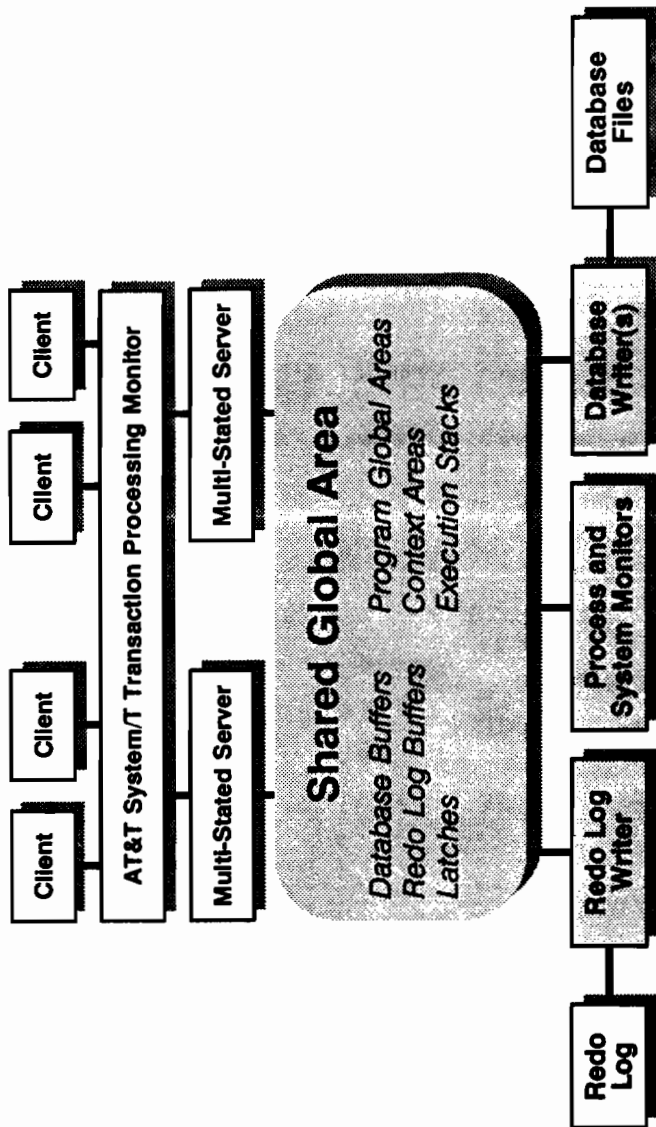 Client
Client
Client
Client
AT&T System/T Transaction Processing Monitor
Multi-Stated Server
Multi-Stated Server
Shared Global Area
Database Buffers
Redo Log Buffers
Latches
Program Global Areas
Context Areas
Execution Stacks
Redo
Log
Redo Log
Writer
Process and
System Monitors
Database
Writer(s)
Database
Files